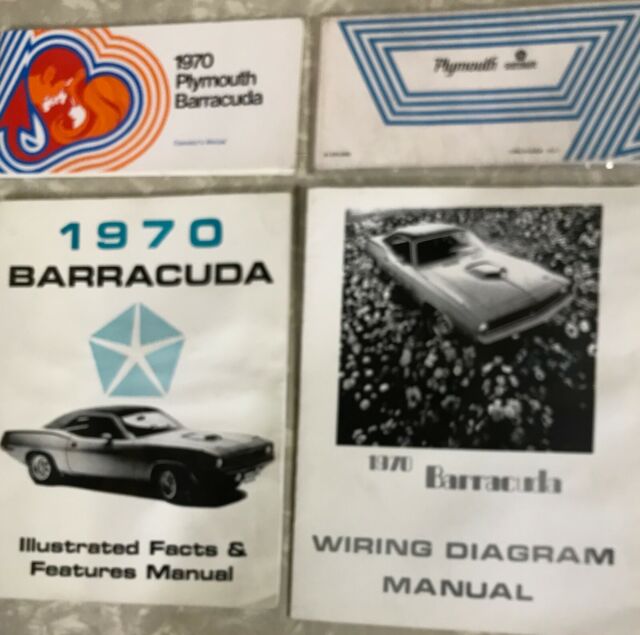 1970
Plymouth
Barracuda
Plymouth
1970
BARRACUDA
Illustrated Facts &
Features Manual
1970 Barracuda
WIRING DIAGRAM
MANUAL